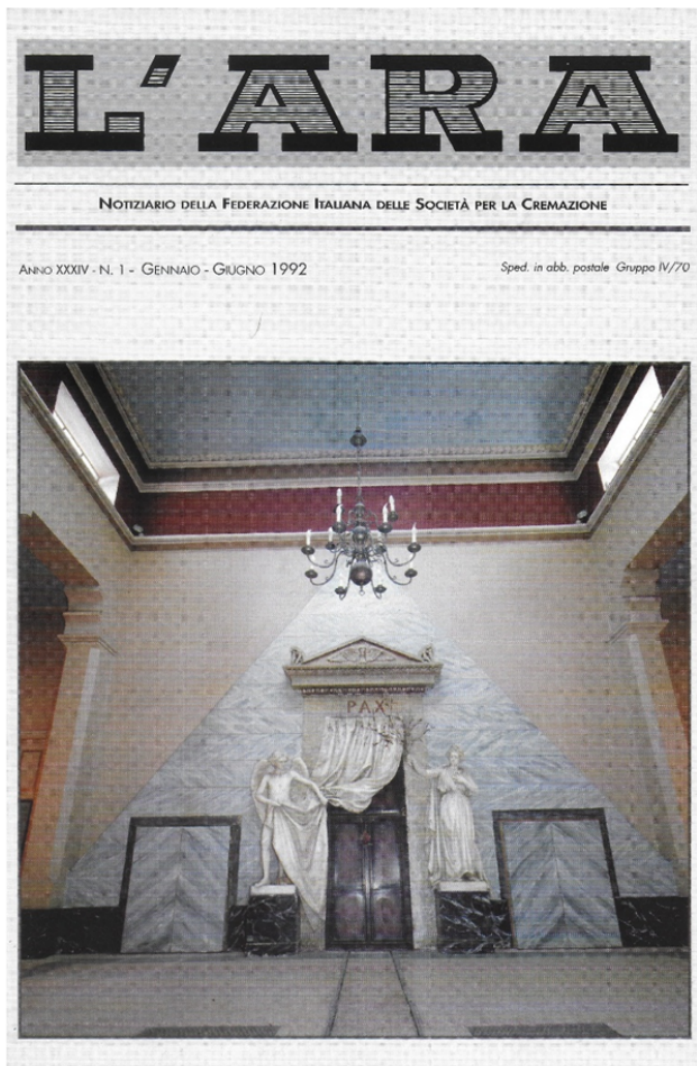 L'ARA
NOTIZIARIO DELLA FEDERAZIONE ITALIANA DELLE SOCIETÀ PER LA CREMAZIONE
ANNO XXXIV - N. 1 - GENNAIO - GIUGNO 1992
Sped. in abb. postale Gruppo IV/70
PAX